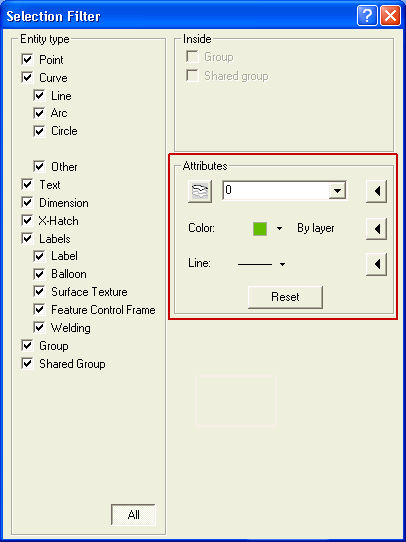 Selection Filter
Entity type
Point
Curve
Line
Arc
Circle
Other
Text
Dimension
X-Hatch
Labels
Label
Balloon
Surface Texture
Feature Control Frame
Welding
Group
Shared Group
All
Inside
Group
Shared group
Attributes
0
Color: By layer
Line:
Reset